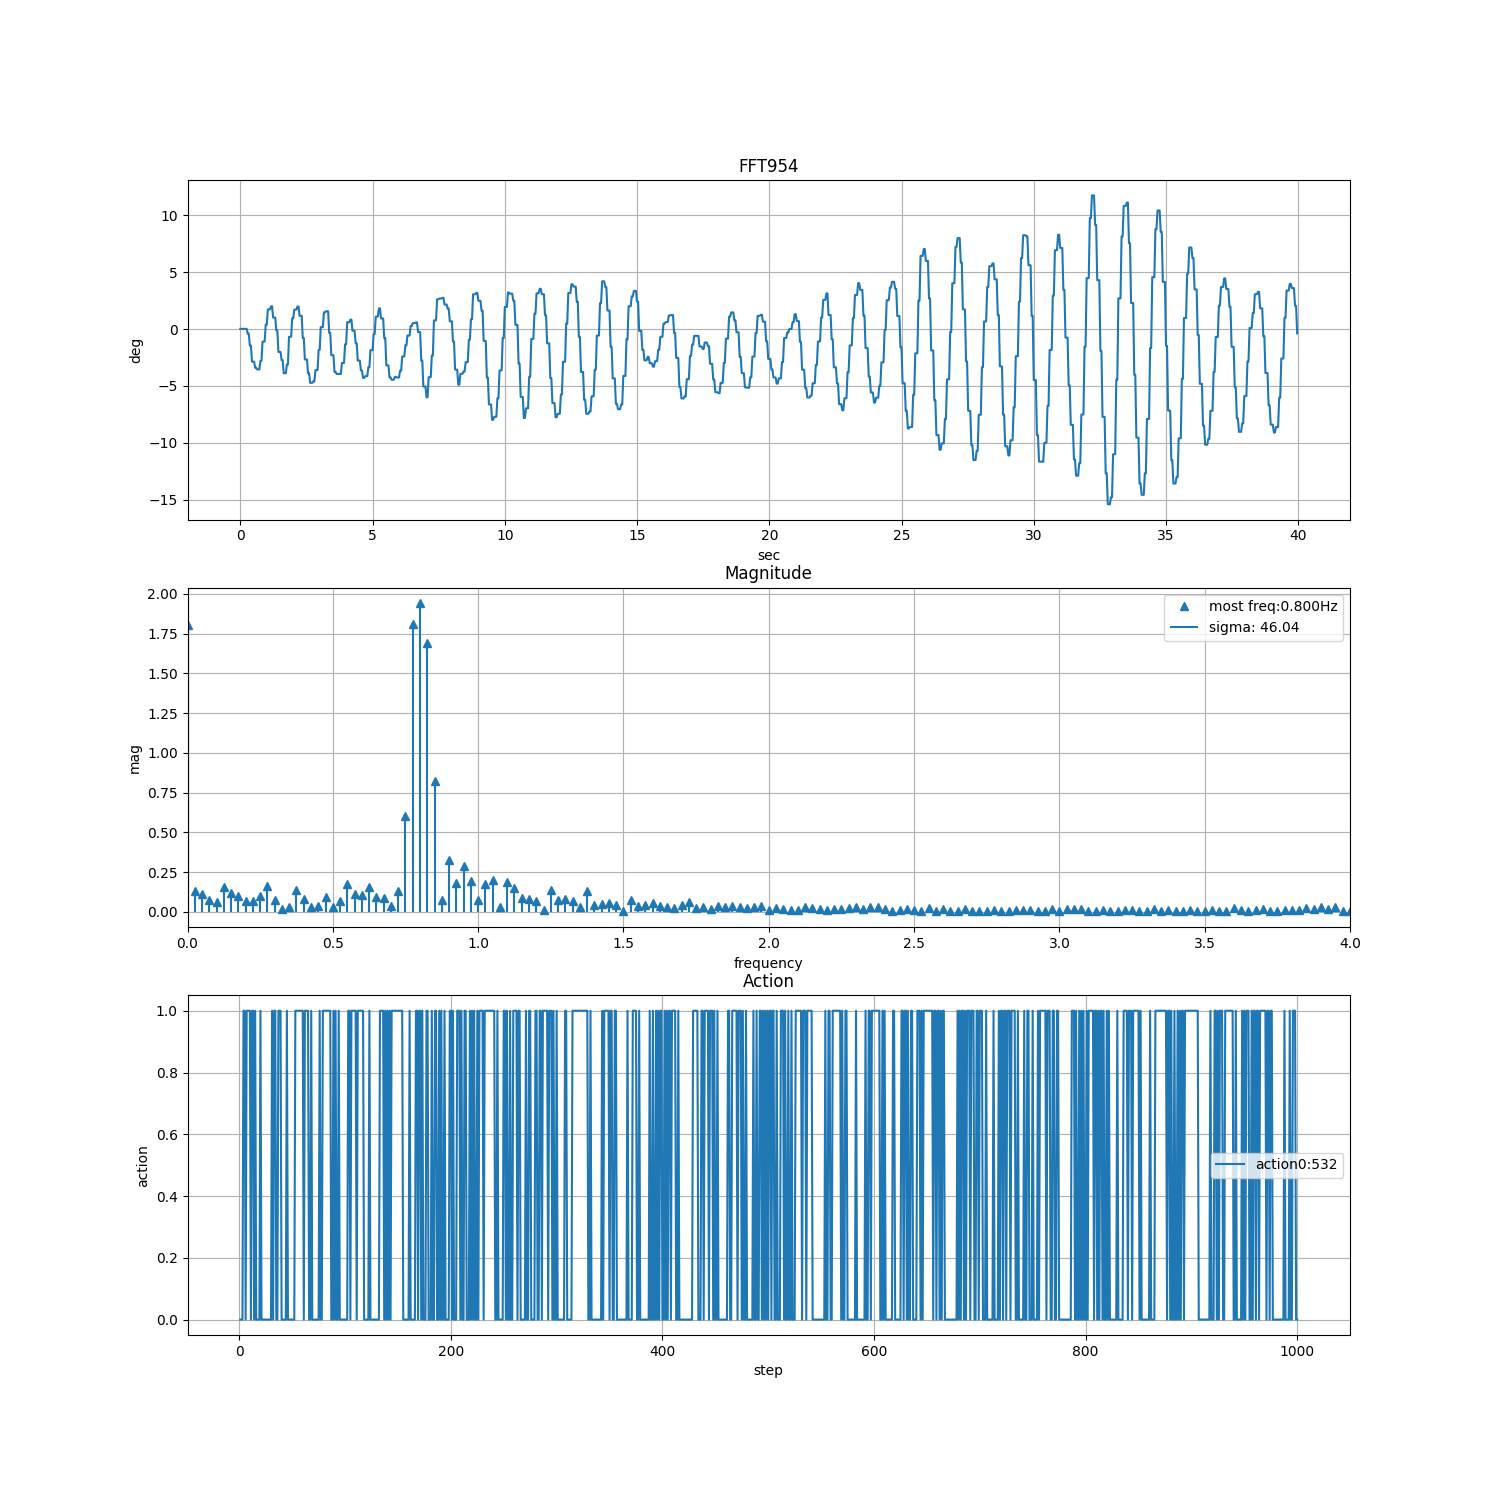 FFT954
10
5
0
−5
−10
−15
deg
0 5 10 15 20 25 30 35 40
sec
Magnitude
2.00
1.75
1.50
1.25
1.00
0.75
0.50
0.25
0.00
mag
most freq:0.800Hz
sigma: 46.04
0.0 0.5 1.0 1.5 2.0 2.5 3.0 3.5 4.0
frequency
Action
1.0
0.8
0.6
0.4
0.2
0.0
action
action0:532
0 200 400 600 800 1000
step